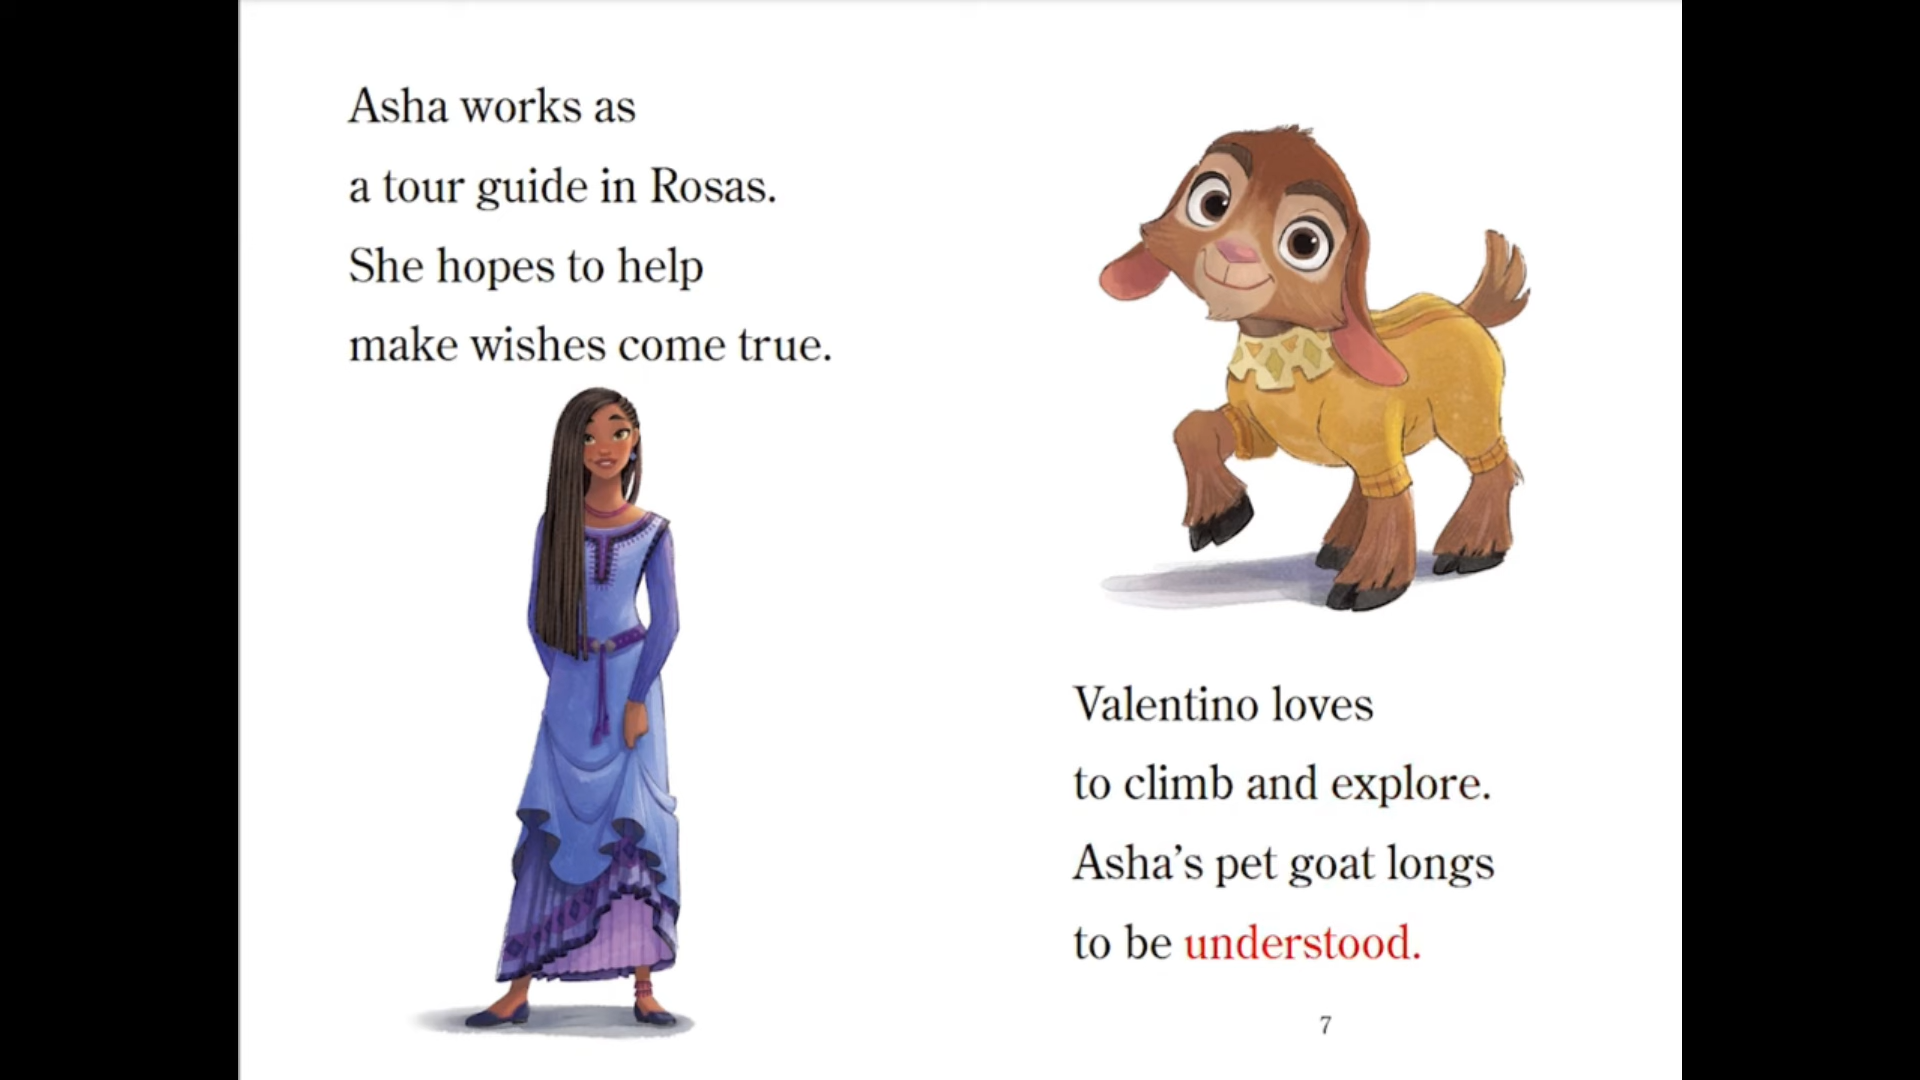 Asha works as
a tour guide in Rosas.
She hopes to help
make wishes come true.
Valentino loves
to climb and explore.
Asha’s pet goat longs
to be understood.
7